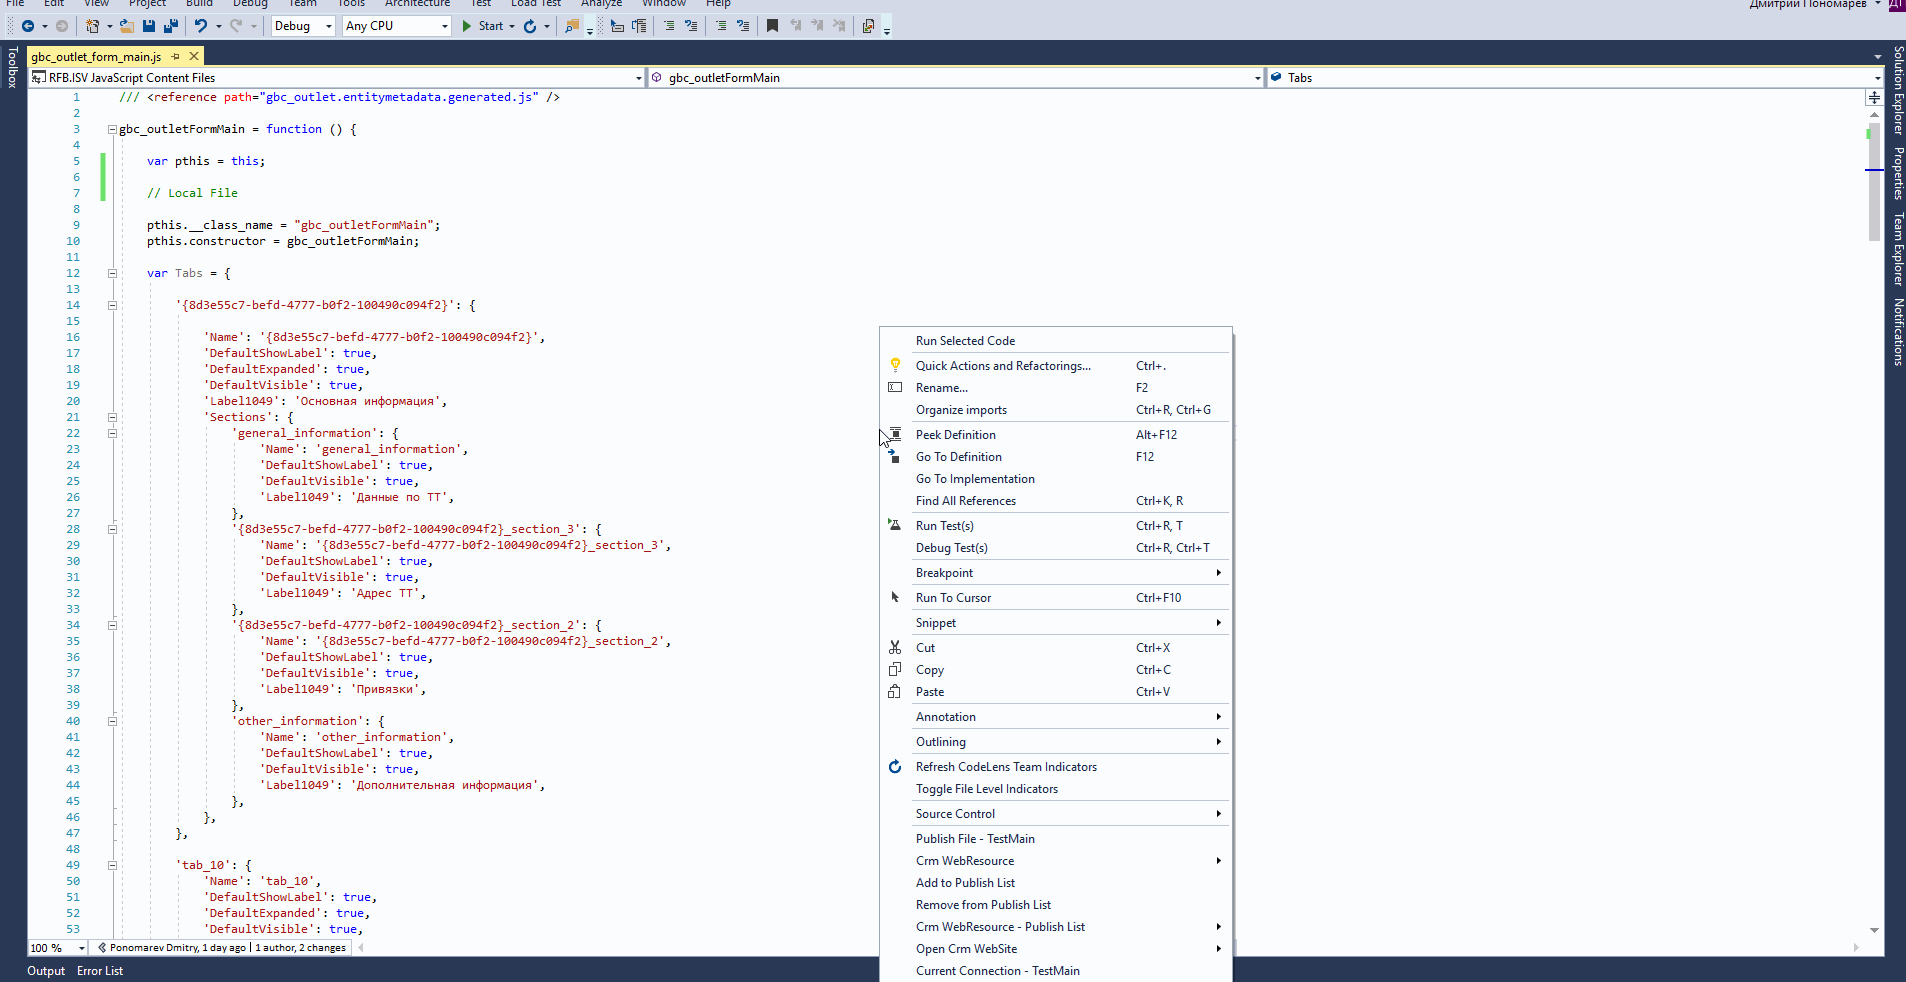 File Edit View Project Build Debug Team Tools Architecture Test Load Test Analyze Window Help Дмитрий Пономарев ДП
Debug Any CPU Start
Toolbox
gbc_outlet_form_main.js
RFB.ISV JavaScript Content Files gbc_outletFormMain Tabs
1 /// <reference path="gbc_outlet.entitymetadata.generated.js" />
2
3 gbc_outletFormMain = function () {
4
5 var pthis = this;
6
7 // Local File
8
9 pthis.__class_name = "gbc_outletFormMain";
10 pthis.constructor = gbc_outletFormMain;
11
12 var Tabs = {
13
14 '{8d3e55c7-befd-4777-b0f2-100490c094f2}': {
15
16 'Name': '{8d3e55c7-befd-4777-b0f2-100490c094f2}',
17 'DefaultShowLabel': true,
18 'DefaultExpanded': true,
19 'DefaultVisible': true,
20 'Label1049': 'Основная информация',
21 'Sections': {
22 'general_information': {
23 'Name': 'general_information',
24 'DefaultShowLabel': true,
25 'DefaultVisible': true,
26 'Label1049': 'Данные по ТТ',
27 },
28 '{8d3e55c7-befd-4777-b0f2-100490c094f2}_section_3': {
29 'Name': '{8d3e55c7-befd-4777-b0f2-100490c094f2}_section_3',
30 'DefaultShowLabel': true,
31 'DefaultVisible': true,
32 'Label1049': 'Адрес ТТ',
33 },
34 '{8d3e55c7-befd-4777-b0f2-100490c094f2}_section_2': {
35 'Name': '{8d3e55c7-befd-4777-b0f2-100490c094f2}_section_2',
36 'DefaultShowLabel': true,
37 'DefaultVisible': true,
38 'Label1049': 'Привязки',
39 },
40 'other_information': {
41 'Name': 'other_information',
42 'DefaultShowLabel': true,
43 'DefaultVisible': true,
44 'Label1049': 'Дополнительная информация',
45 },
46 },
47 },
48
49 'tab_10': {
50 'Name': 'tab_10',
51 'DefaultShowLabel': true,
52 'DefaultExpanded': true,
53 'DefaultVisible': true,
Run Selected Code
Quick Actions and Refactorings... Ctrl+.
Rename... F2
Organize imports Ctrl+R, Ctrl+G
Peek Definition Alt+F12
Go To Definition F12
Go To Implementation
Find All References Ctrl+K, R
Run Test(s) Ctrl+R, T
Debug Test(s) Ctrl+R, Ctrl+T
Breakpoint
Run To Cursor Ctrl+F10
Snippet
Cut Ctrl+X
Copy Ctrl+C
Paste Ctrl+V
Annotation
Outlining
Refresh CodeLens Team Indicators
Toggle File Level Indicators
Source Control
Publish File - TestMain
Crm WebResource
Add to Publish List
Remove from Publish List
Crm WebResource - Publish List
Open Crm WebSite
Current Connection - TestMain
Solution Explorer
Properties
Team Explorer
Notifications
100 % Ponomarev Dmitry, 1 day ago | 1 author, 2 changes
Output Error List